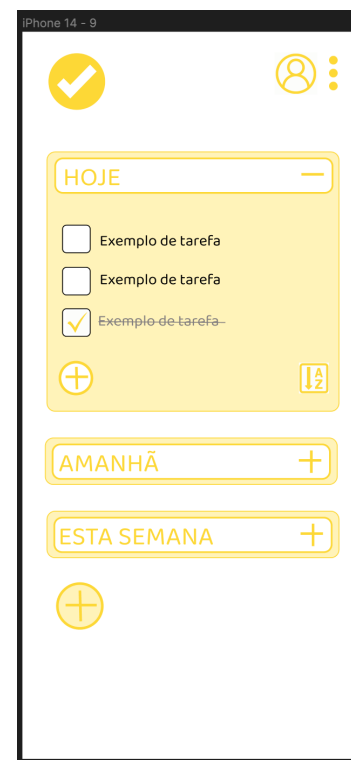 iPhone 14 - 9
HOJE
Exemplo de tarefa
Exemplo de tarefa
Exemplo de tarefa
A
Z
AMANHÃ
ESTA SEMANA